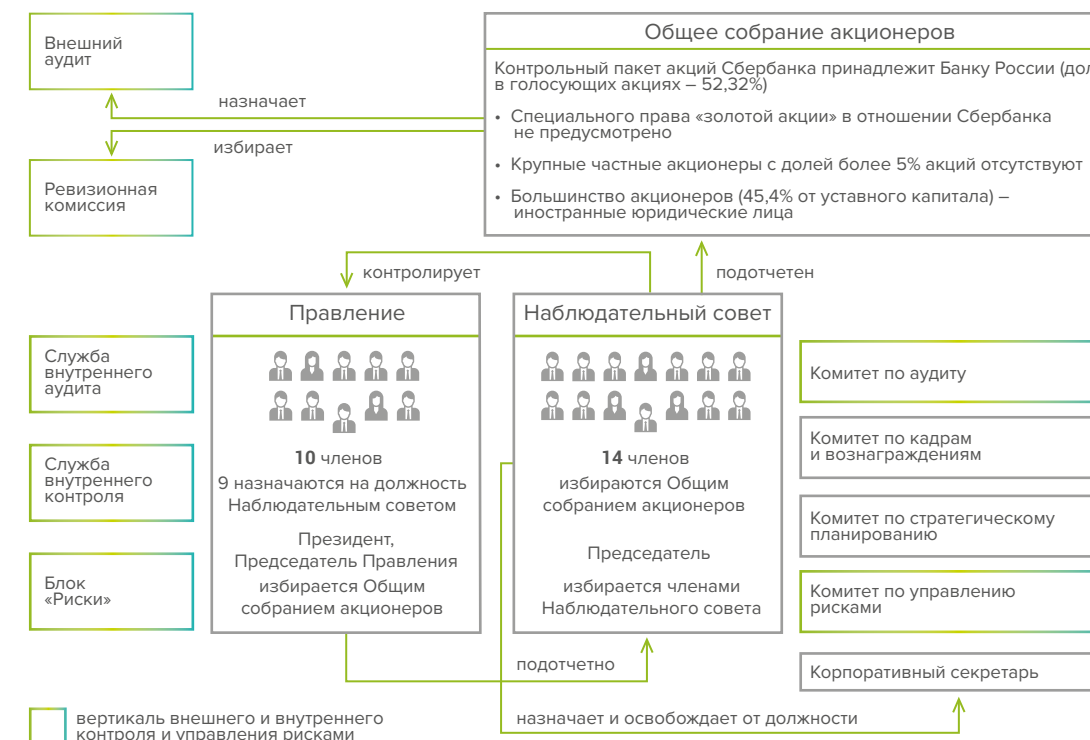 Внешний
аудит
назначает
избирает
Ревизионная
комиссия
Общее собрание акционеров
Контрольный пакет акций Сбербанка принадлежит Банку России (дол
в голосующих акциях – 52,32%)
• Специального права «золотой акции» в отношении Сбербанка
не предусмотрено
• Крупные частные акционеры с долей более 5% акций отсутствуют
• Большинство акционеров (45,4% от уставного капитала) –
иностранные юридические лица
контролирует
подотчетен
Служба
внутреннего
аудита
Служба
внутреннего
контроля
Блок
«Риски»
Правление
10 членов
9 назначаются на должность
Наблюдательным советом
Президент,
Председатель Правления
избирается Общим
собранием акционеров
Наблюдательный совет
14 членов
избираются Общим
собранием акционеров
Председатель
избирается членами
Наблюдательного совета
Комитет по аудиту
Комитет по кадрам
и вознаграждениям
Комитет по стратегическому
планированию
Комитет по управлению
рисками
Корпоративный секретарь
подотчетно
назначает и освобождает от должности
вертикаль внешнего и внутреннего
контроля и управления рисками